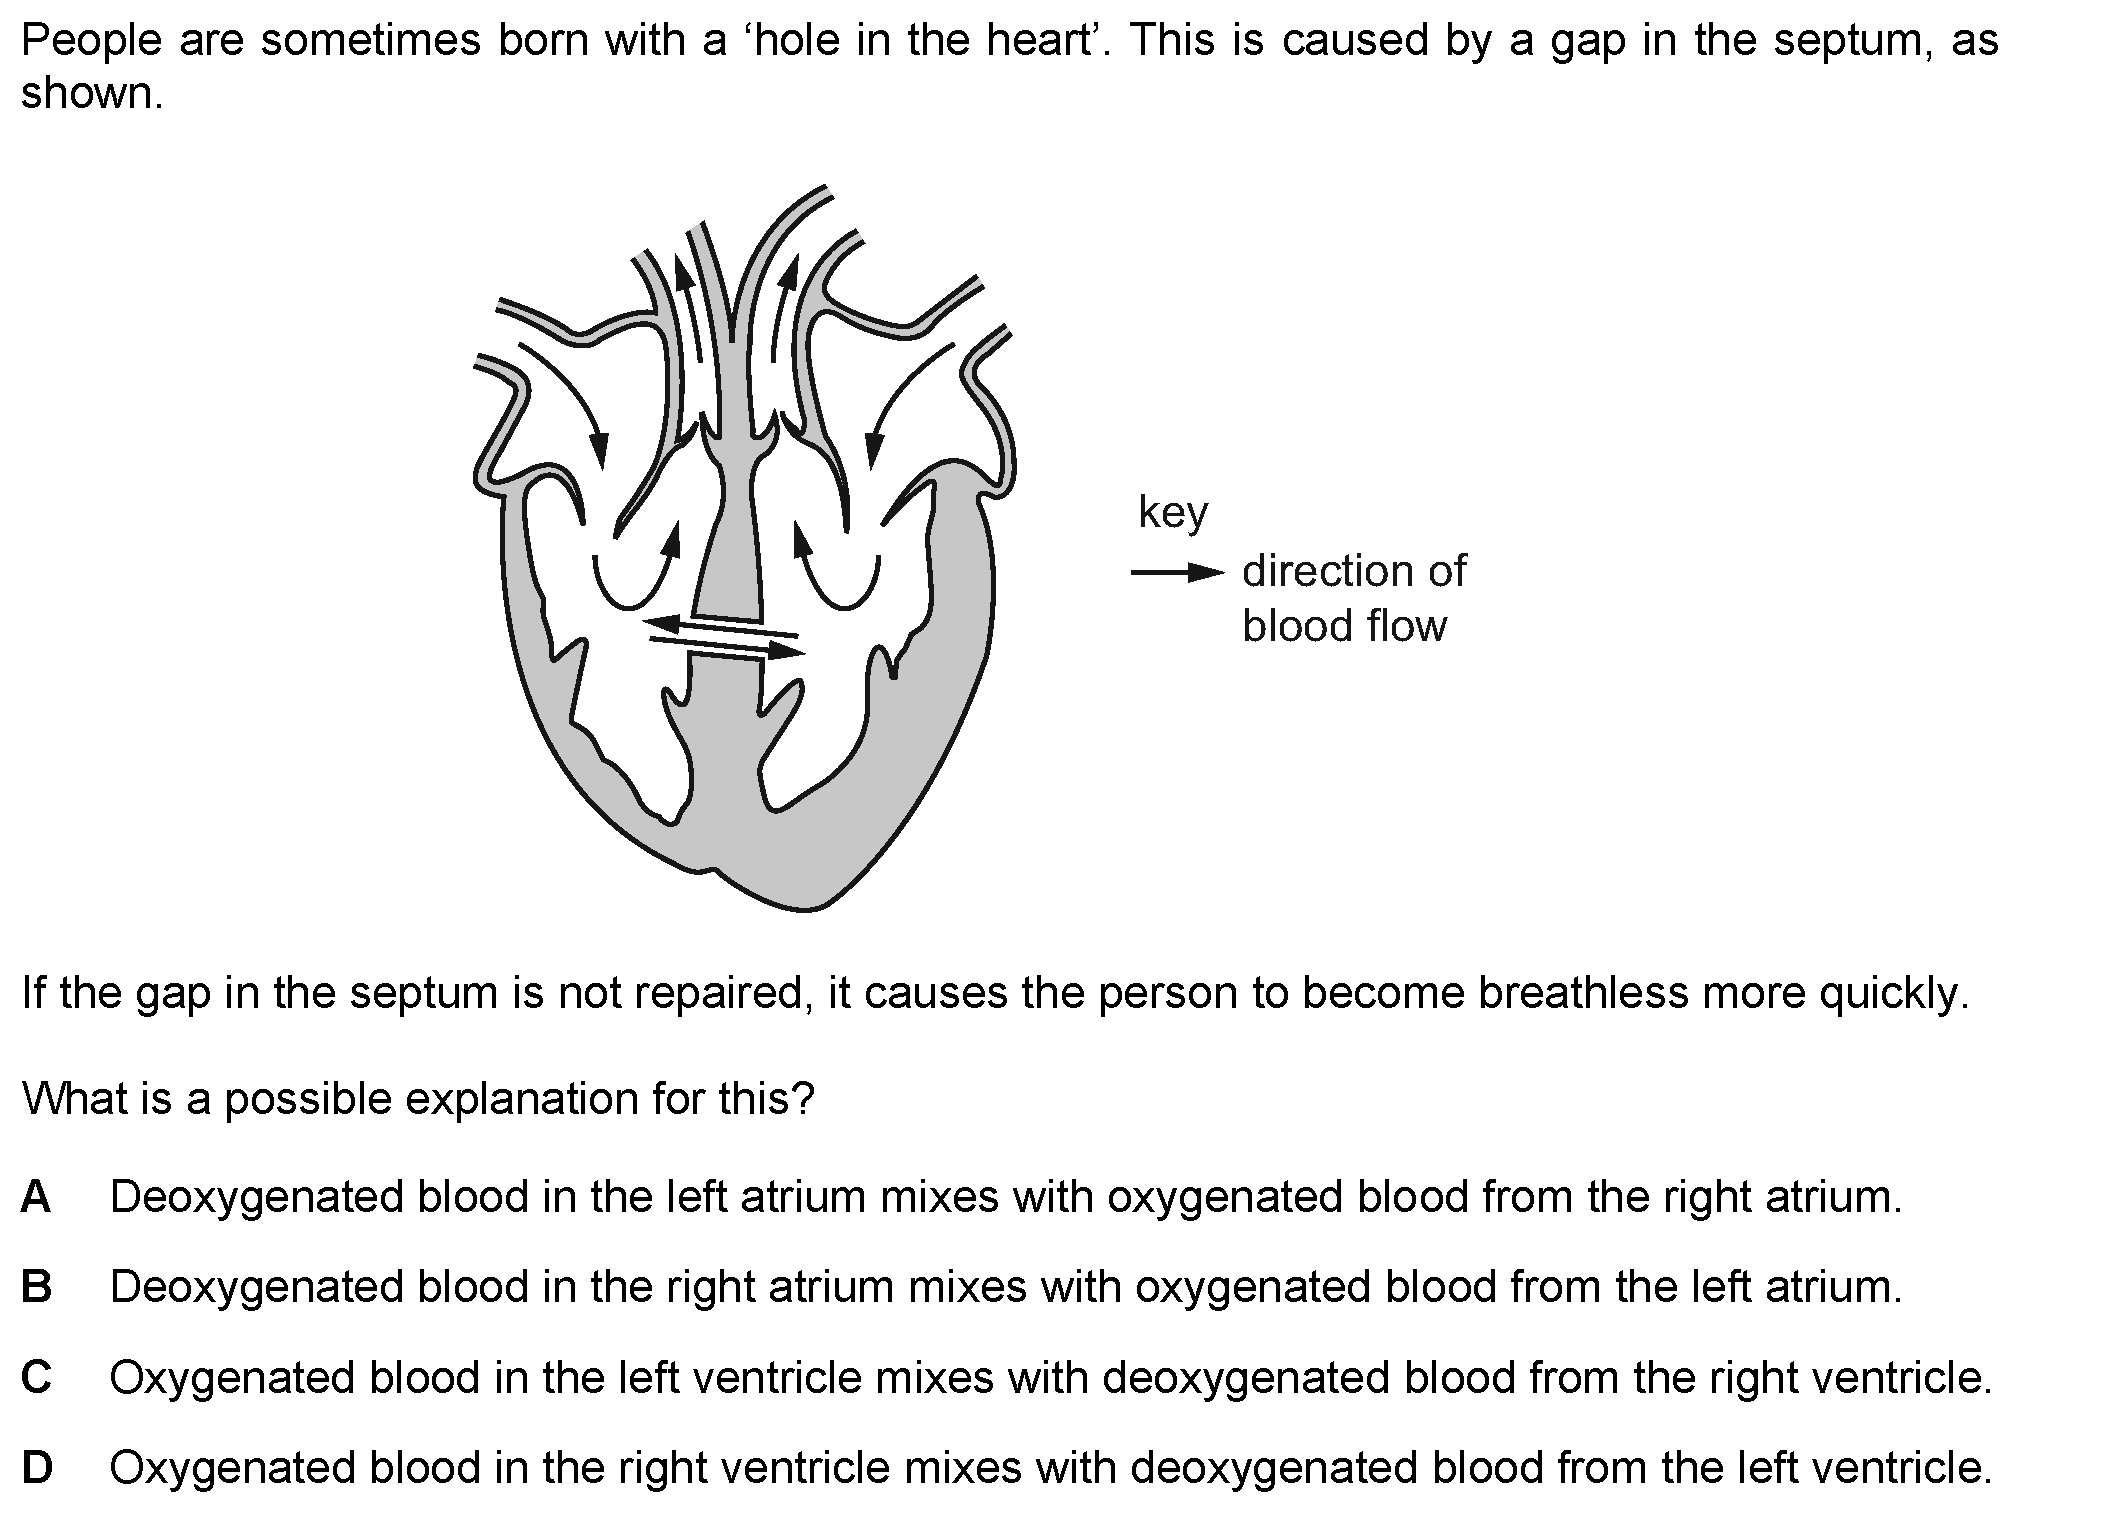 People are sometimes born with a ‘hole in the heart’. This is caused by a gap in the septum, as
shown.
key
direction of
blood flow
If the gap in the septum is not repaired, it causes the person to become breathless more quickly.
What is a possible explanation for this?
A Deoxygenated blood in the left atrium mixes with oxygenated blood from the right atrium.
B Deoxygenated blood in the right atrium mixes with oxygenated blood from the left atrium.
C Oxygenated blood in the left ventricle mixes with deoxygenated blood from the right ventricle.
D Oxygenated blood in the right ventricle mixes with deoxygenated blood from the left ventricle.